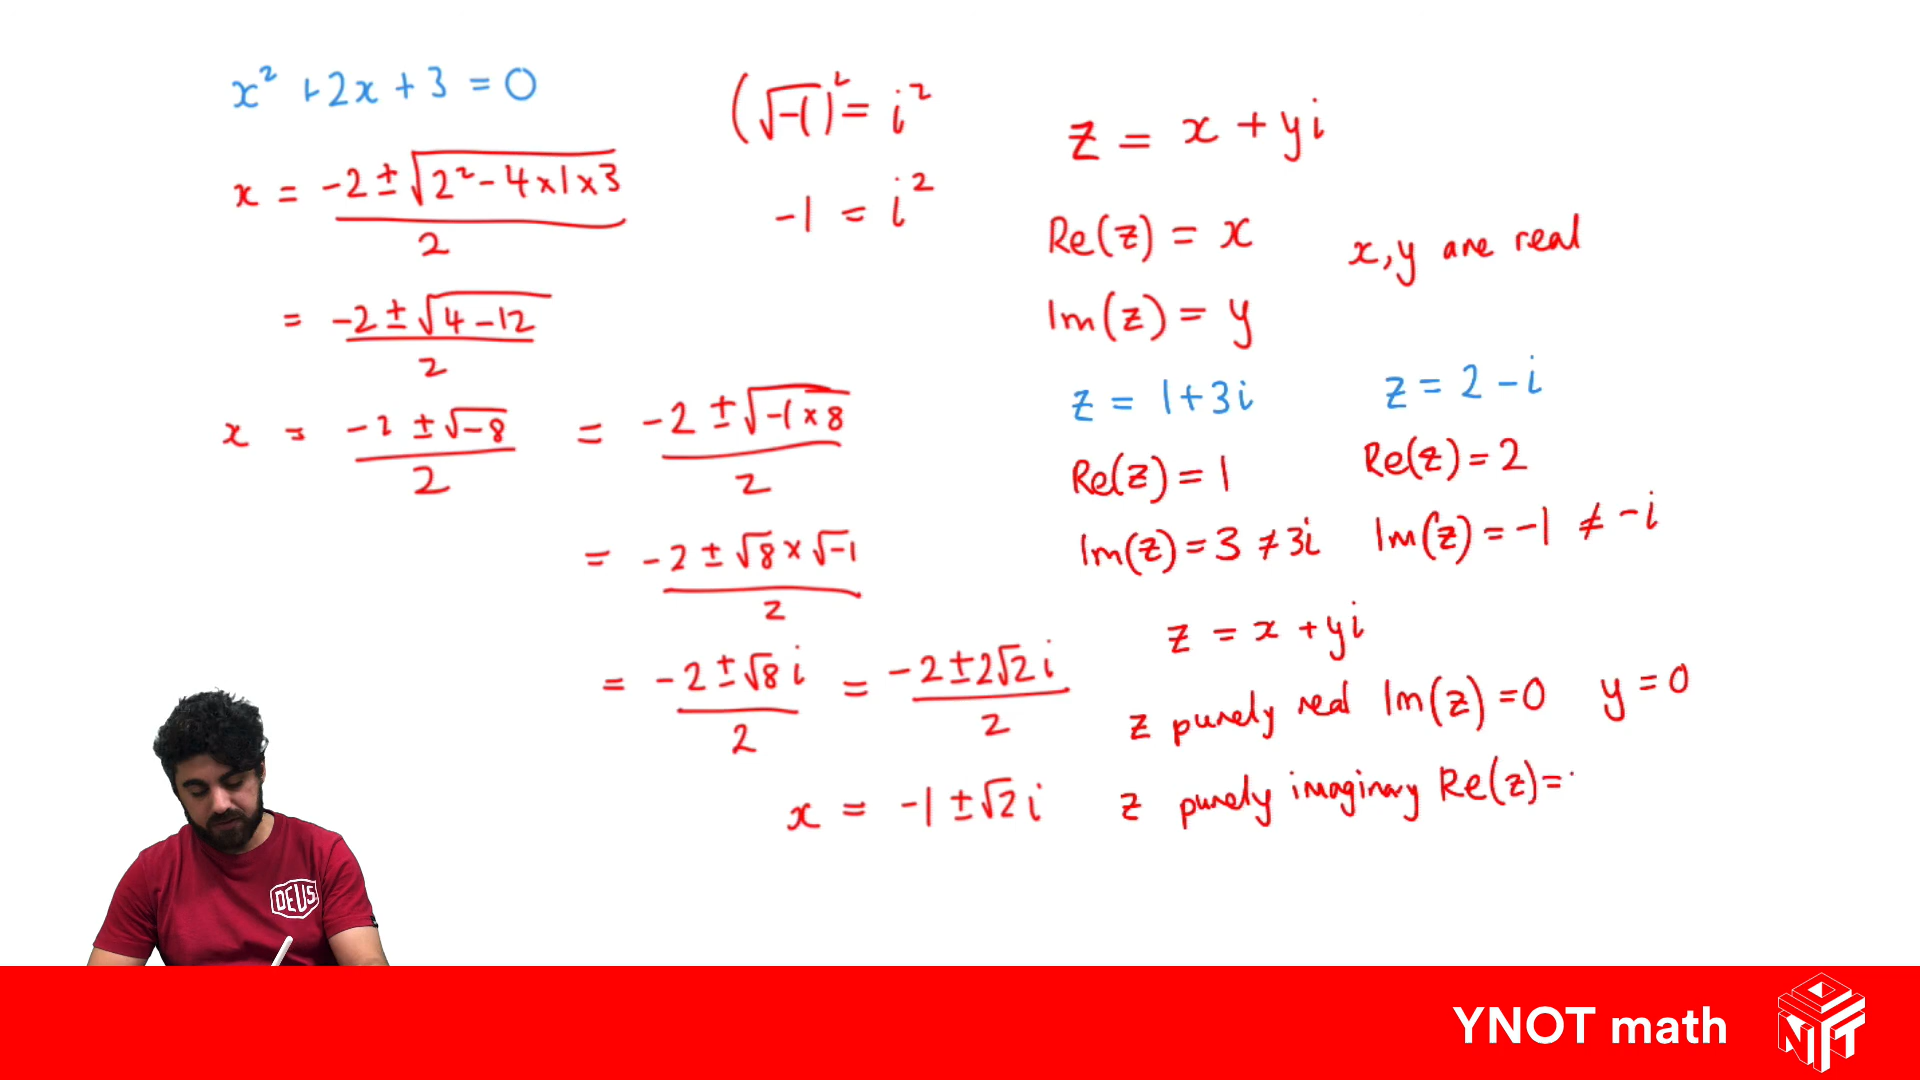 x² + 2x + 3 = 0
x = (-2 ± √(2² - 4×1×3))/2
= (-2 ± √(4 - 12))/2
x = (-2 ± √-8)/2 = (-2 ± √(-1×8))/2
= (-2 ± √8 × √-1)/2
= (-2 ± √8 i)/2 = (-2 ± 2√2 i)/2
x = -1 ± √2 i
(√-1)² = i²
-1 = i²
z = x + yi
Re(z) = x
x, y are real
Im(z) = y
z = 1 + 3i
z = 2 - i
Re(z) = 1
Re(z) = 2
Im(z) = 3 ≠ 3i
Im(z) = -1 ≠ -i
z = x + yi
z purely real Im(z) = 0 y = 0
z purely imaginary Re(z) =
DEUS
YNOT math
YNOT